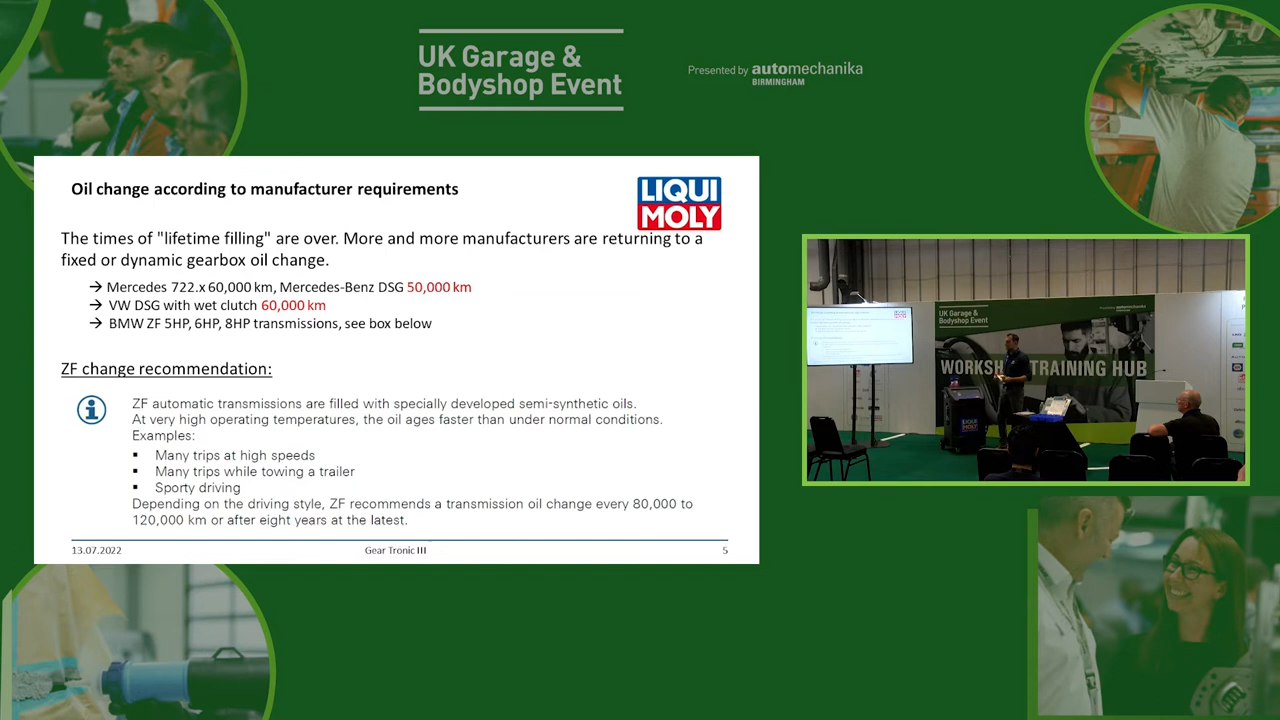 UK Garage &
Bodyshop Event
Presented by automechanika
BIRMINGHAM
Oil change according to manufacturer requirements
LIQUI
MOLY
The times of "lifetime filling" are over. More and more manufacturers are returning to a
fixed or dynamic gearbox oil change.
→ Mercedes 722.x 60,000 km, Mercedes-Benz DSG 50,000 km
→ VW DSG with wet clutch 60,000 km
→ BMW ZF 5HP, 6HP, 8HP transmissions, see box below
ZF change recommendation:
ZF automatic transmissions are filled with specially developed semi-synthetic oils.
At very high operating temperatures, the oil ages faster than under normal conditions.
Examples:
▪ Many trips at high speeds
▪ Many trips while towing a trailer
▪ Sporty driving
Depending on the driving style, ZF recommends a transmission oil change every 80,000 to
120,000 km or after eight years at the latest.
13.07.2022 Gear Tronic III 5
UK Garage &
Bodyshop Event
automechanika
WORKSH TRAINING HUB
LIQUI
MOLY